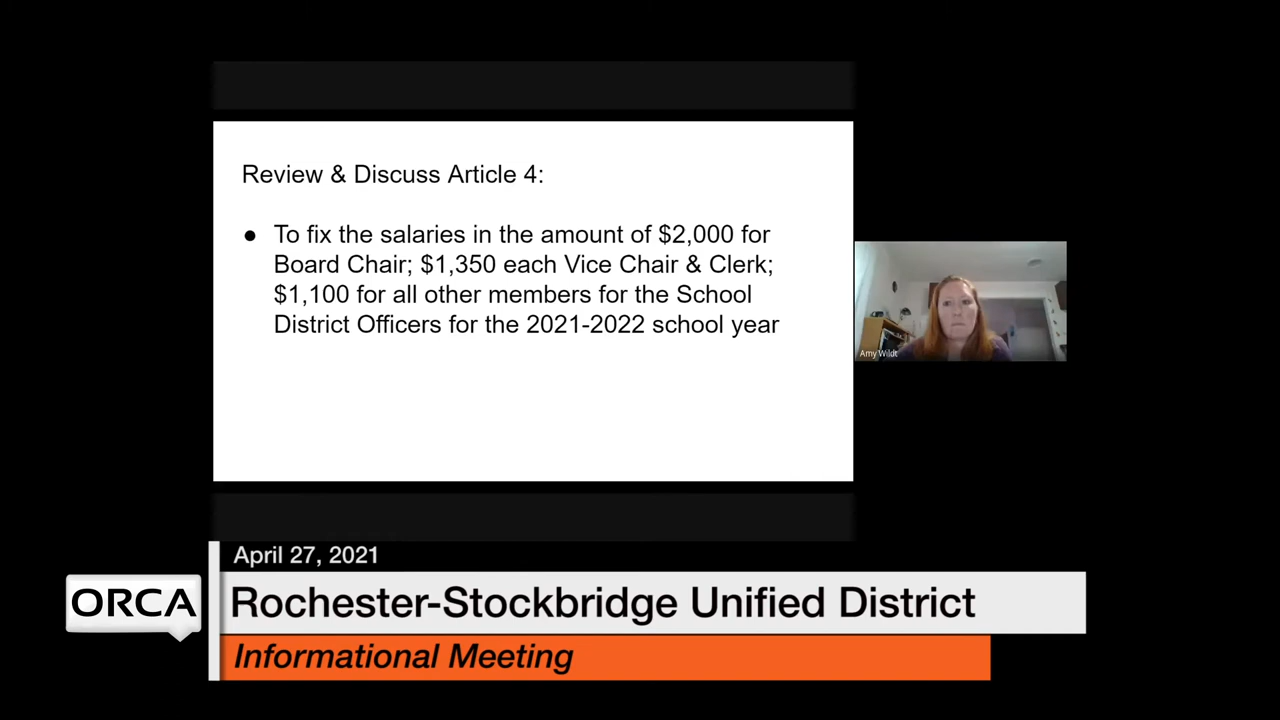 Review & Discuss Article 4:
● To fix the salaries in the amount of $2,000 for
Board Chair; $1,350 each Vice Chair & Clerk;
$1,100 for all other members for the School
District Officers for the 2021-2022 school year
Amy Wildt
April 27, 2021
ORCA
Rochester-Stockbridge Unified District
Informational Meeting